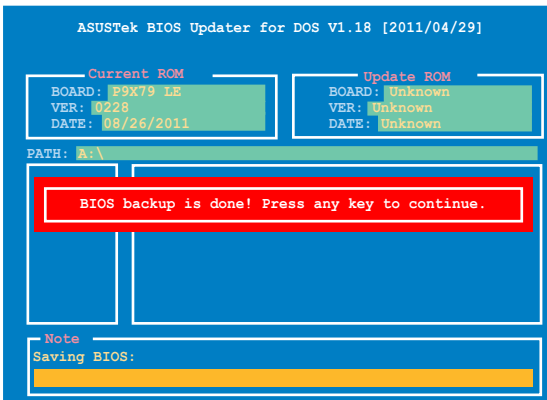 ASUSTek BIOS Updater for DOS V1.18 [2011/04/29]
Current ROM
BOARD: P9X79 LE
VER: 0228
DATE: 08/26/2011
Update ROM
BOARD: Unknown
VER: Unknown
DATE: Unknown
PATH: A:\
BIOS backup is done! Press any key to continue.
Note
Saving BIOS: